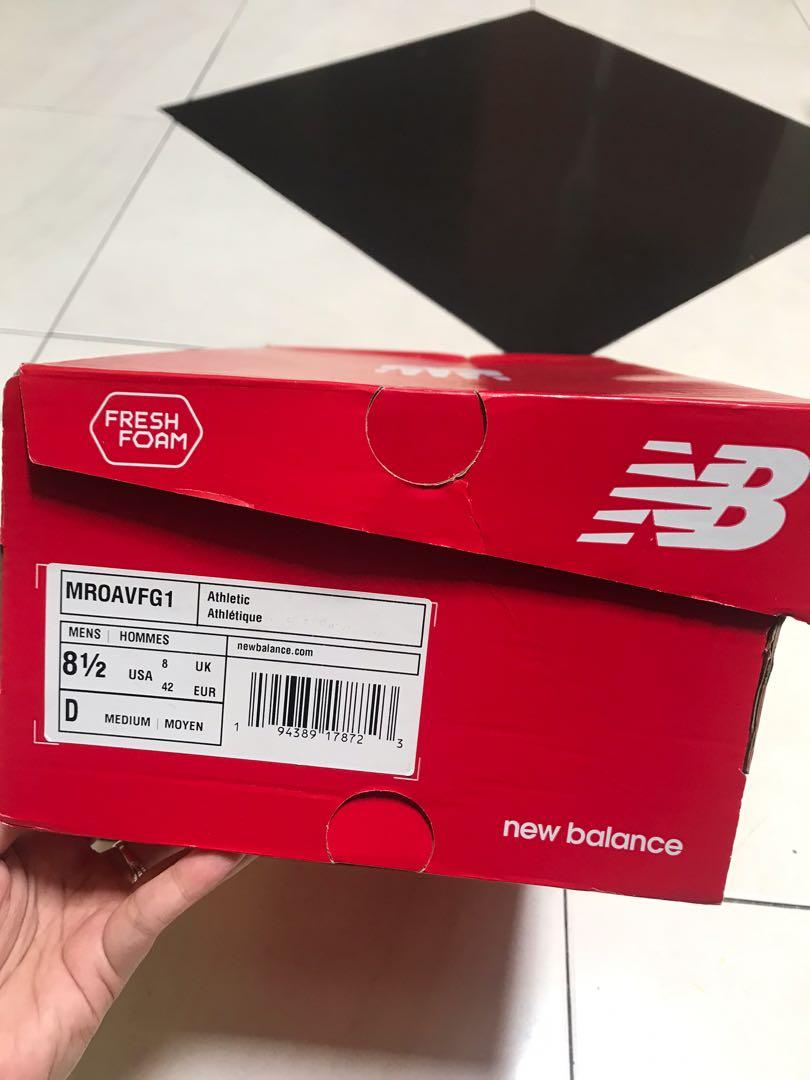 FRESH
FOAM
NB
MROAVFG1
Athletic
Athlétique
MENS | HOMMES
newbalance.com
8½ USA 8 UK
42 EUR
D MEDIUM | MOYEN
1 94389 17872 3
new balance